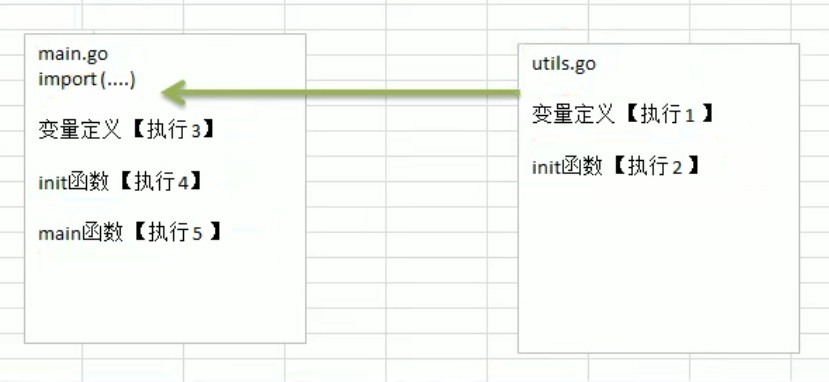 main.go
import(....)
变量定义【执行3】
init函数【执行4】
main函数【执行5 】
utils.go
变量定义【执行1 】
init函数【执行2 】